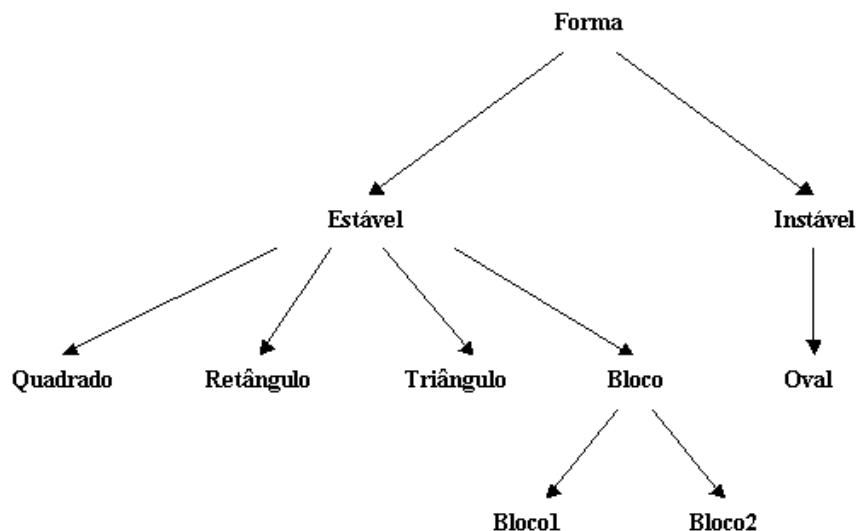 Forma
Estável Instável
Quadrado Retângulo Triângulo Bloco Oval
Bloco1 Bloco2